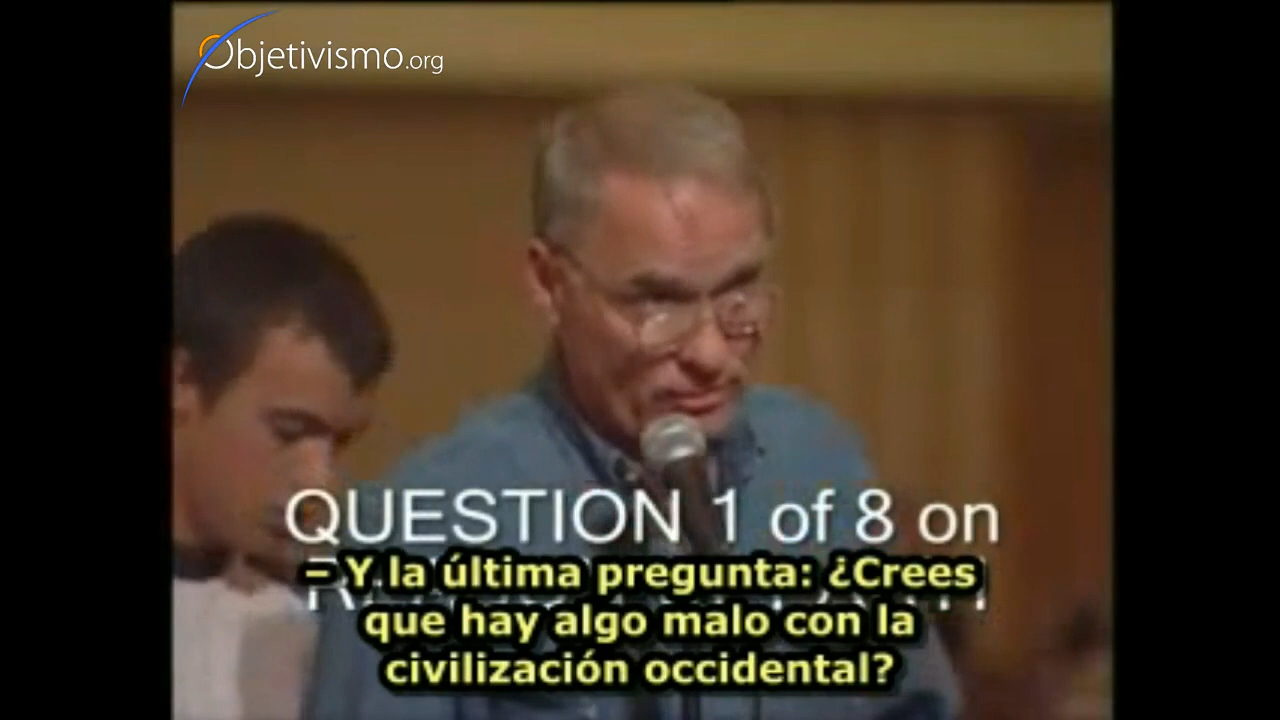 Objetivismo.org
QUESTION 1 of 8 on
– Y la última pregunta: ¿Crees
que hay algo malo con la
civilización occidental?